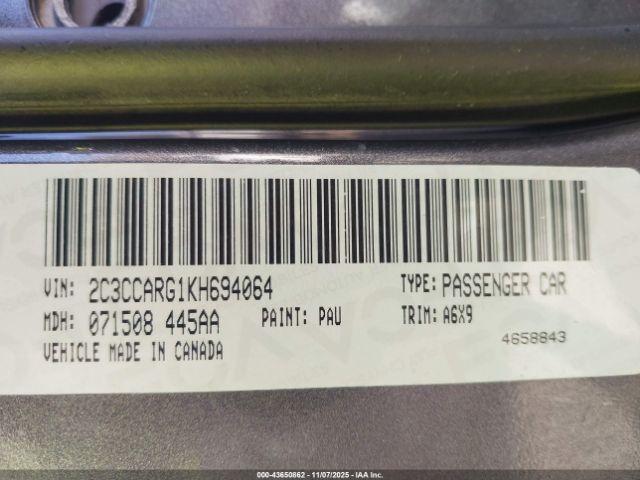 VIN: 2C3CCARG1KH694064 TYPE: PASSENGER CAR
MDH: 071508 445AA PAINT: PAU TRIM: A6X9
VEHICLE MADE IN CANADA 4658843
000-43650862 - 11/07/2025 - IAA Inc.